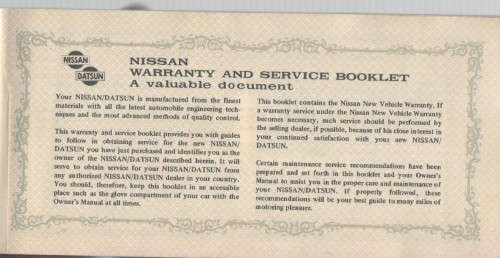 NISSAN
DATSUN
NISSAN
WARRANTY AND SERVICE BOOKLET
A valuable document
Your NISSAN/DATSUN is manufactured from the finest
materials with all the latest automobile engineering tech-
niques and the most advanced methods of quality control.
This warranty and service booklet provides you with guides
to follow in obtaining service for the new NISSAN/
DATSUN you have just purchased and identifies you as the
owner of the NISSAN/DATSUN described herein. It will
serve to obtain service for your NISSAN/DATSUN from
any authorized NISSAN/DATSUN dealer in your country.
You should, therefore, keep this booklet in an accessible
place such as the glove compartment of your car with the
Owner's Manual at all times.
This booklet contains the Nissan New Vehicle Warranty. If
a warranty service under the Nissan New Vehicle Warranty
becomes necessary, such service should be performed by
the selling dealer, if possible, because of his close interest in
your continued satisfaction with your new NISSAN/
DATSUN.
Certain maintenance service recommendations have been
prepared and set forth in this booklet and your Owner's
Manual to assist you in the proper care and maintenance of
your NISSAN/DATSUN. If properly followed, these
recommendations will be your best guide to many miles of
motoring pleasure.